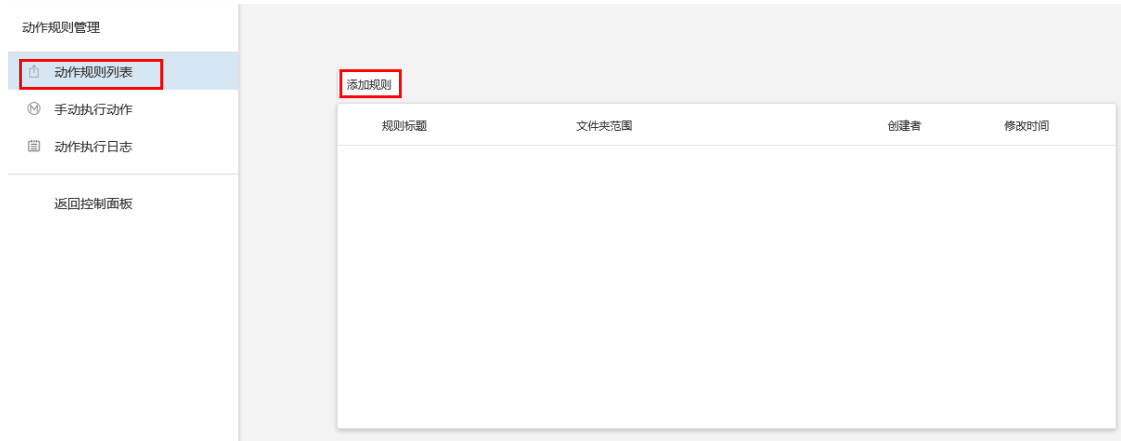 动作规则管理
动作规则列表
手动执行动作
动作执行日志
返回控制面板
添加规则
规则标题 文件夹范围 创建者 修改时间